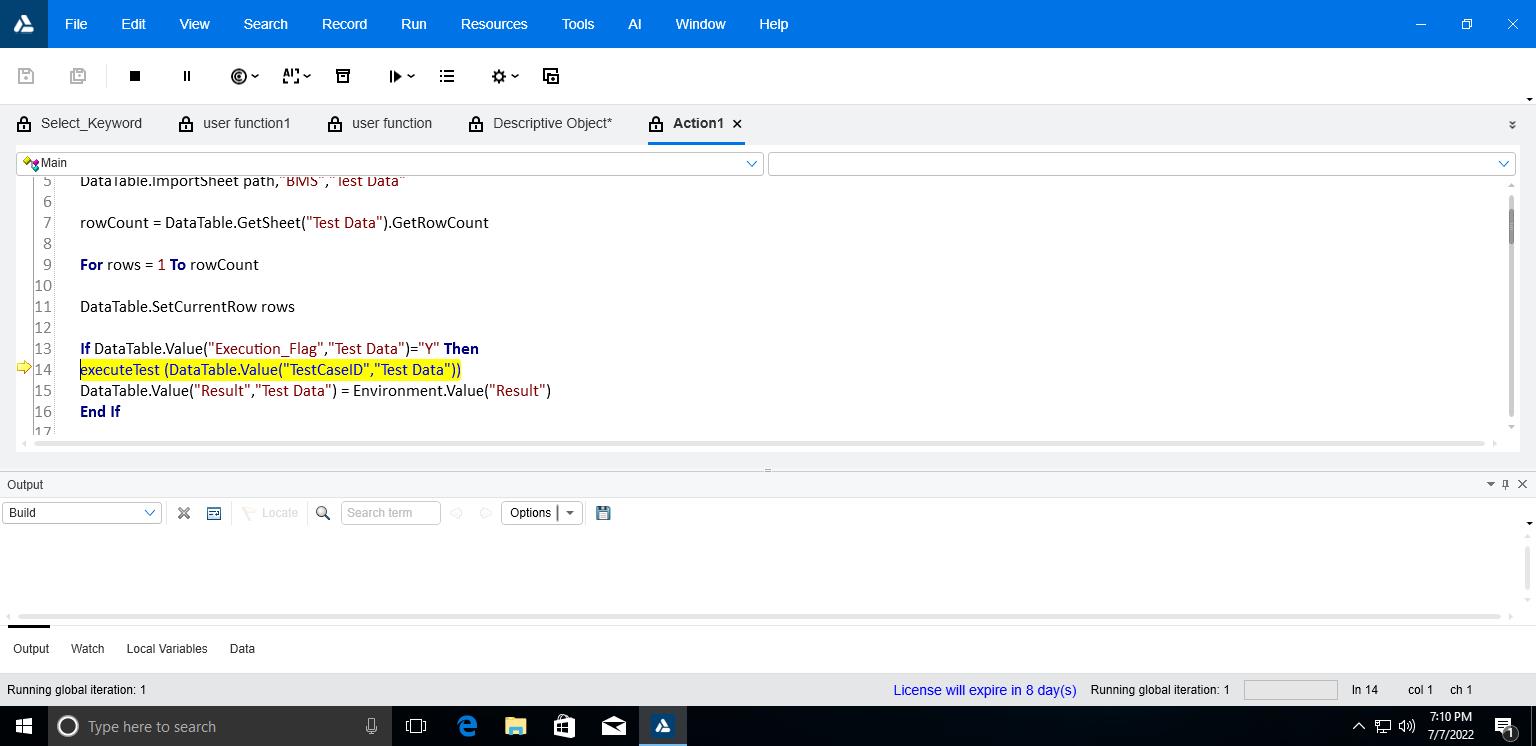 File Edit View Search Record Run Resources Tools AI Window Help
Select_Keyword user function1 user function Descriptive Object* Action1
Main
5 DataTable.ImportSheet path,"BMS","Test Data"
6
7 rowCount = DataTable.GetSheet("Test Data").GetRowCount
8
9 For rows = 1 To rowCount
10
11 DataTable.SetCurrentRow rows
12
13 If DataTable.Value("Execution_Flag","Test Data")="Y" Then
14 executeTest (DataTable.Value("TestCaseID","Test Data"))
15 DataTable.Value("Result","Test Data") = Environment.Value("Result")
16 End If
17
Output
Build Locate Search term Options
Output Watch Local Variables Data
Running global iteration: 1 License will expire in 8 day(s) Running global iteration: 1 ln 14 col 1 ch 1
Type here to search
7:10 PM
7/7/2022
1